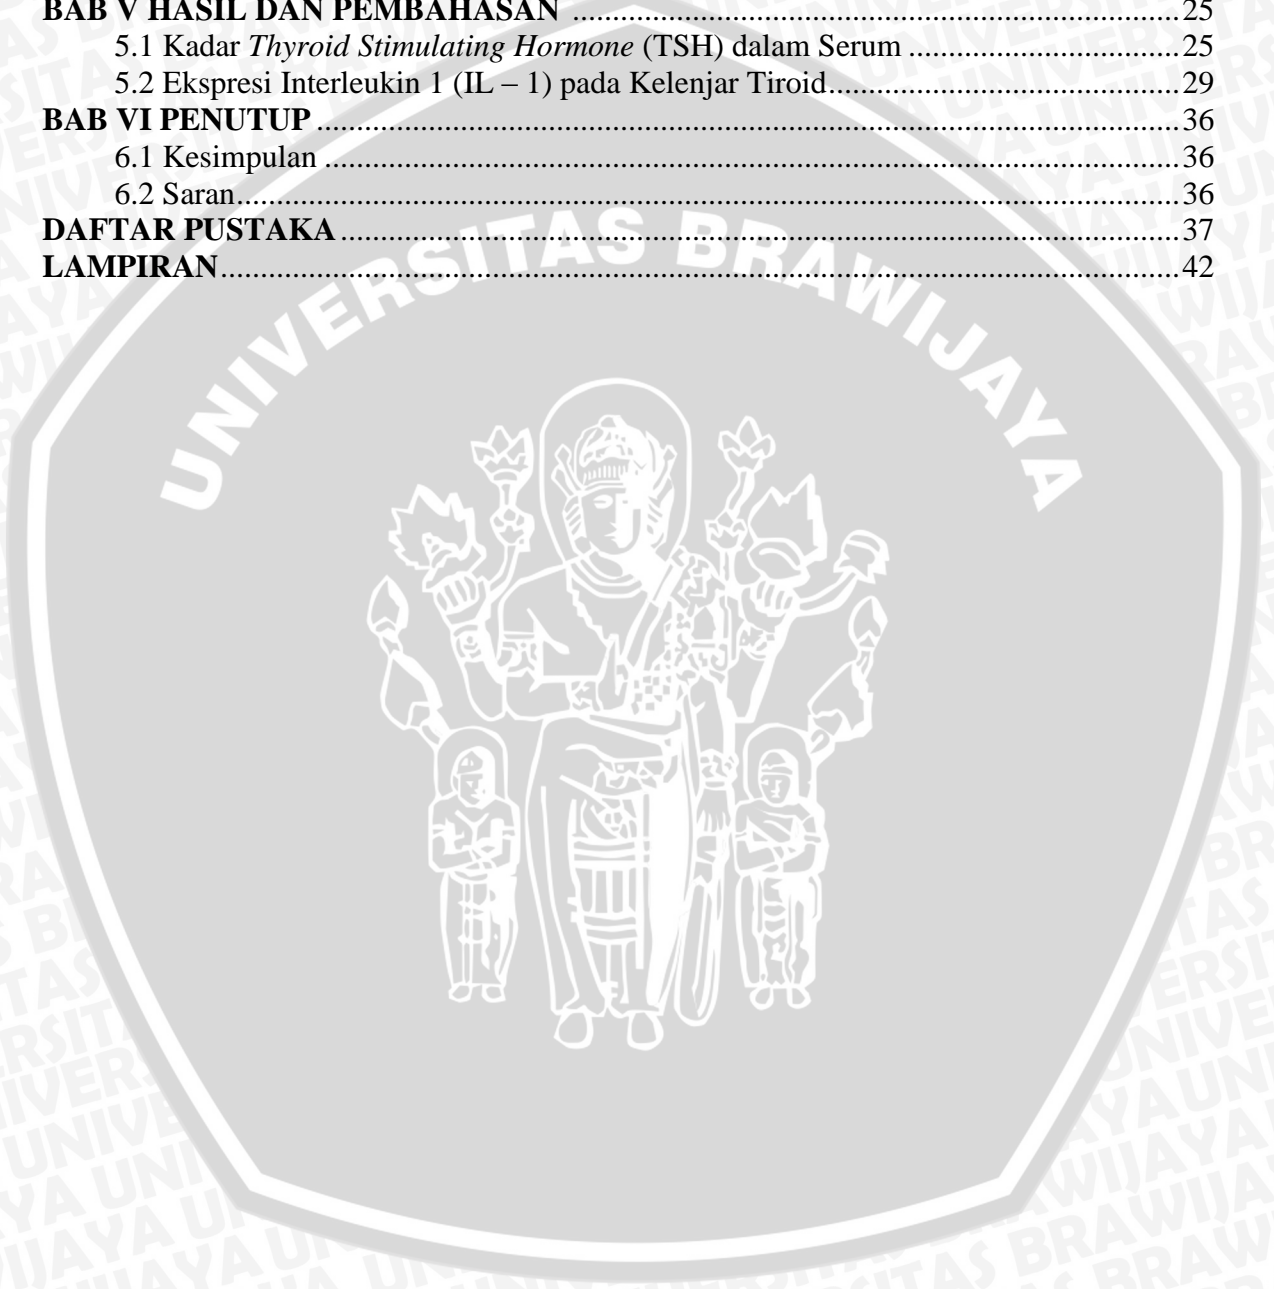 BAB V HASIL DAN PEMBAHASAN ........................................................................... 25
5.1 Kadar Thyroid Stimulating Hormone (TSH) dalam Serum .................................. 25
5.2 Ekspresi Interleukin 1 (IL – 1) pada Kelenjar Tiroid ........................................... 29
BAB VI PENUTUP ........................................................................................................... 36
6.1 Kesimpulan .......................................................................................................... 36
6.2 Saran ..................................................................................................................... 36
DAFTAR PUSTAKA ........................................................................................................ 37
LAMPIRAN ....................................................................................................................... 42
UNIVERSITAS BRAWIJAYA